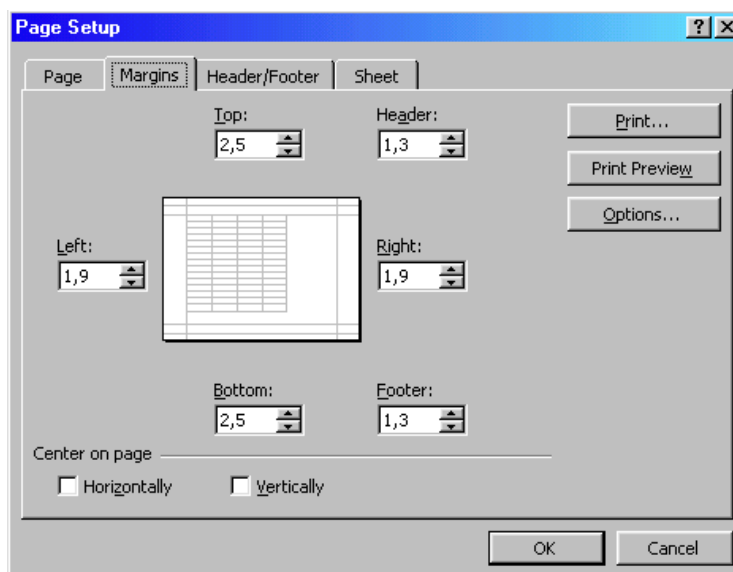 Page Setup
Page Margins Header/Footer Sheet
Top: Header:
2,5 1,3
Print...
Print Preview
Options...
Left: Right:
1,9 1,9
Bottom: Footer:
2,5 1,3
Center on page
Horizontally Vertically
OK Cancel